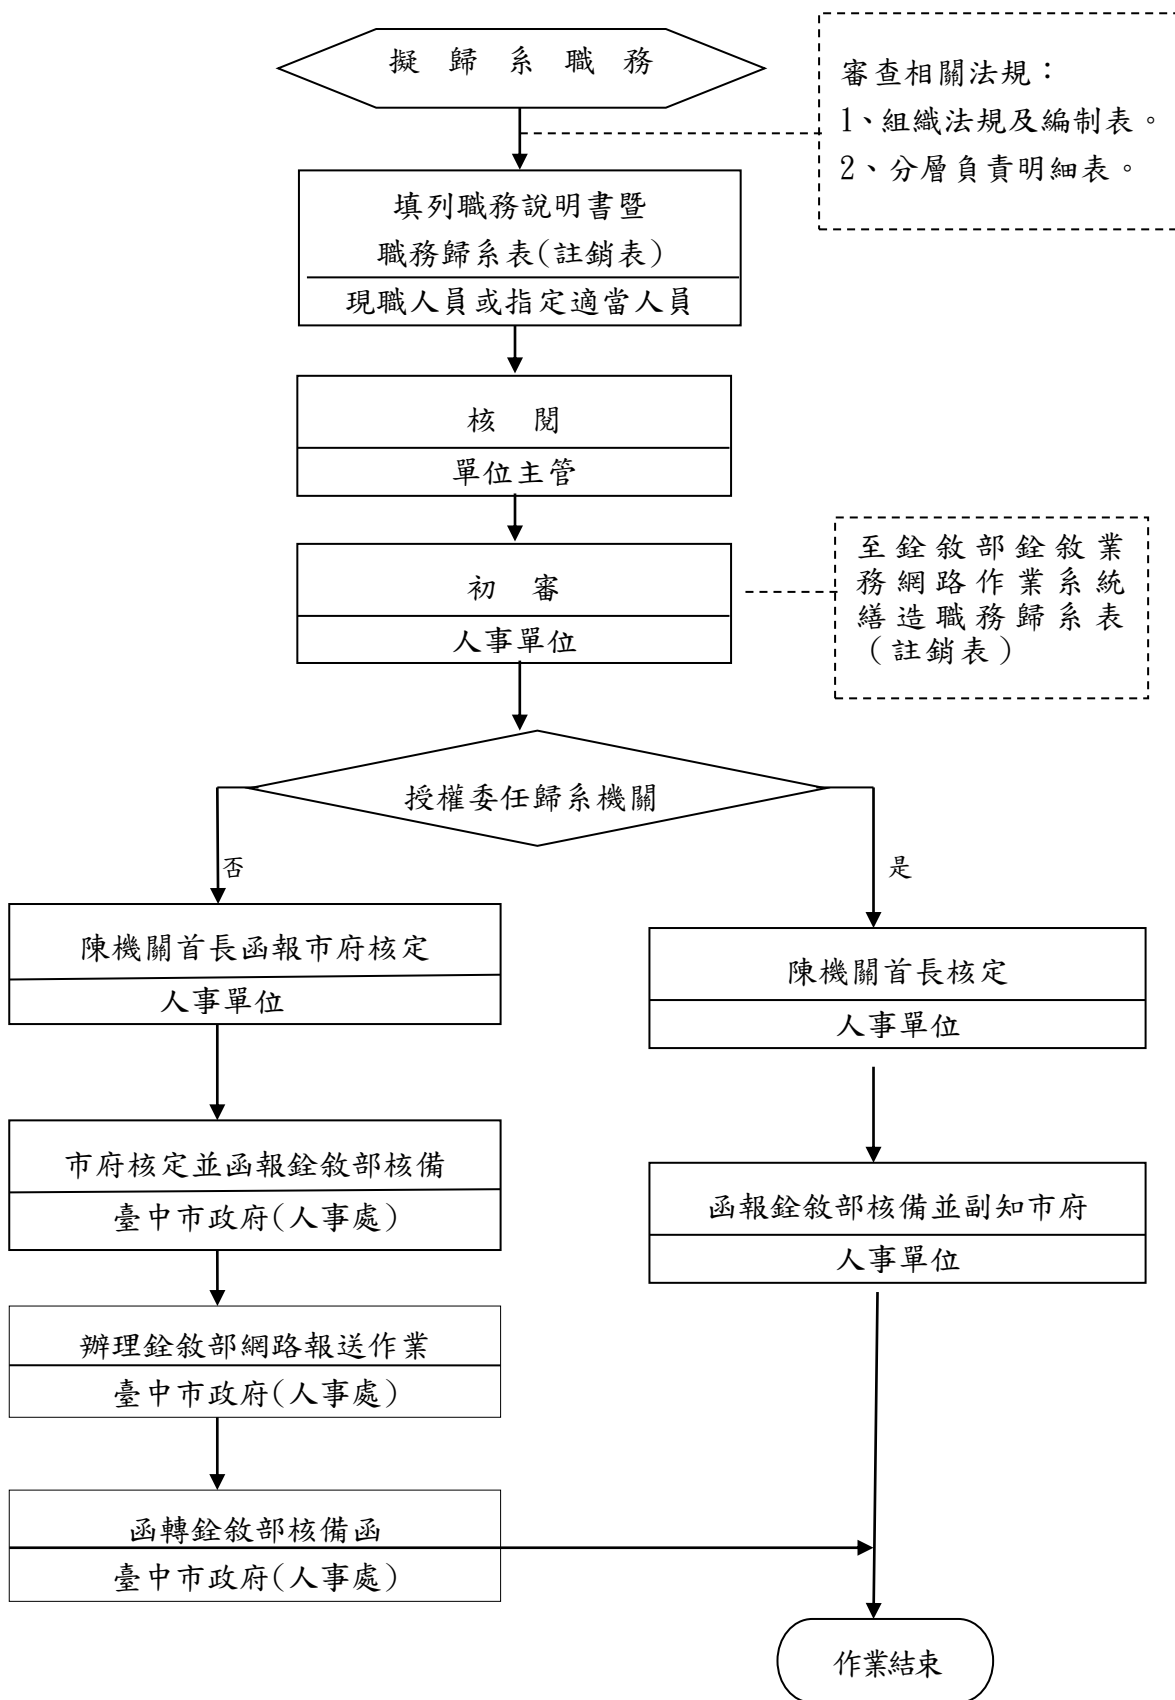 擬歸系職務
審查相關法規：
1、組織法規及編制表。
2、分層負責明細表。
填列職務說明書暨
職務歸系表(註銷表)
現職人員或指定適當人員
核　閱
單位主管
初　審
人事單位
至銓敘部銓敘業
務網路作業系統
繕造職務歸系表
（註銷表）
授權委任歸系機關
否
是
陳機關首長函報市府核定
人事單位
陳機關首長核定
人事單位
市府核定並函報銓敘部核備
臺中市政府(人事處)
函報銓敘部核備並副知市府
人事單位
辦理銓敘部網路報送作業
臺中市政府(人事處)
函轉銓敘部核備函
臺中市政府(人事處)
作業結束